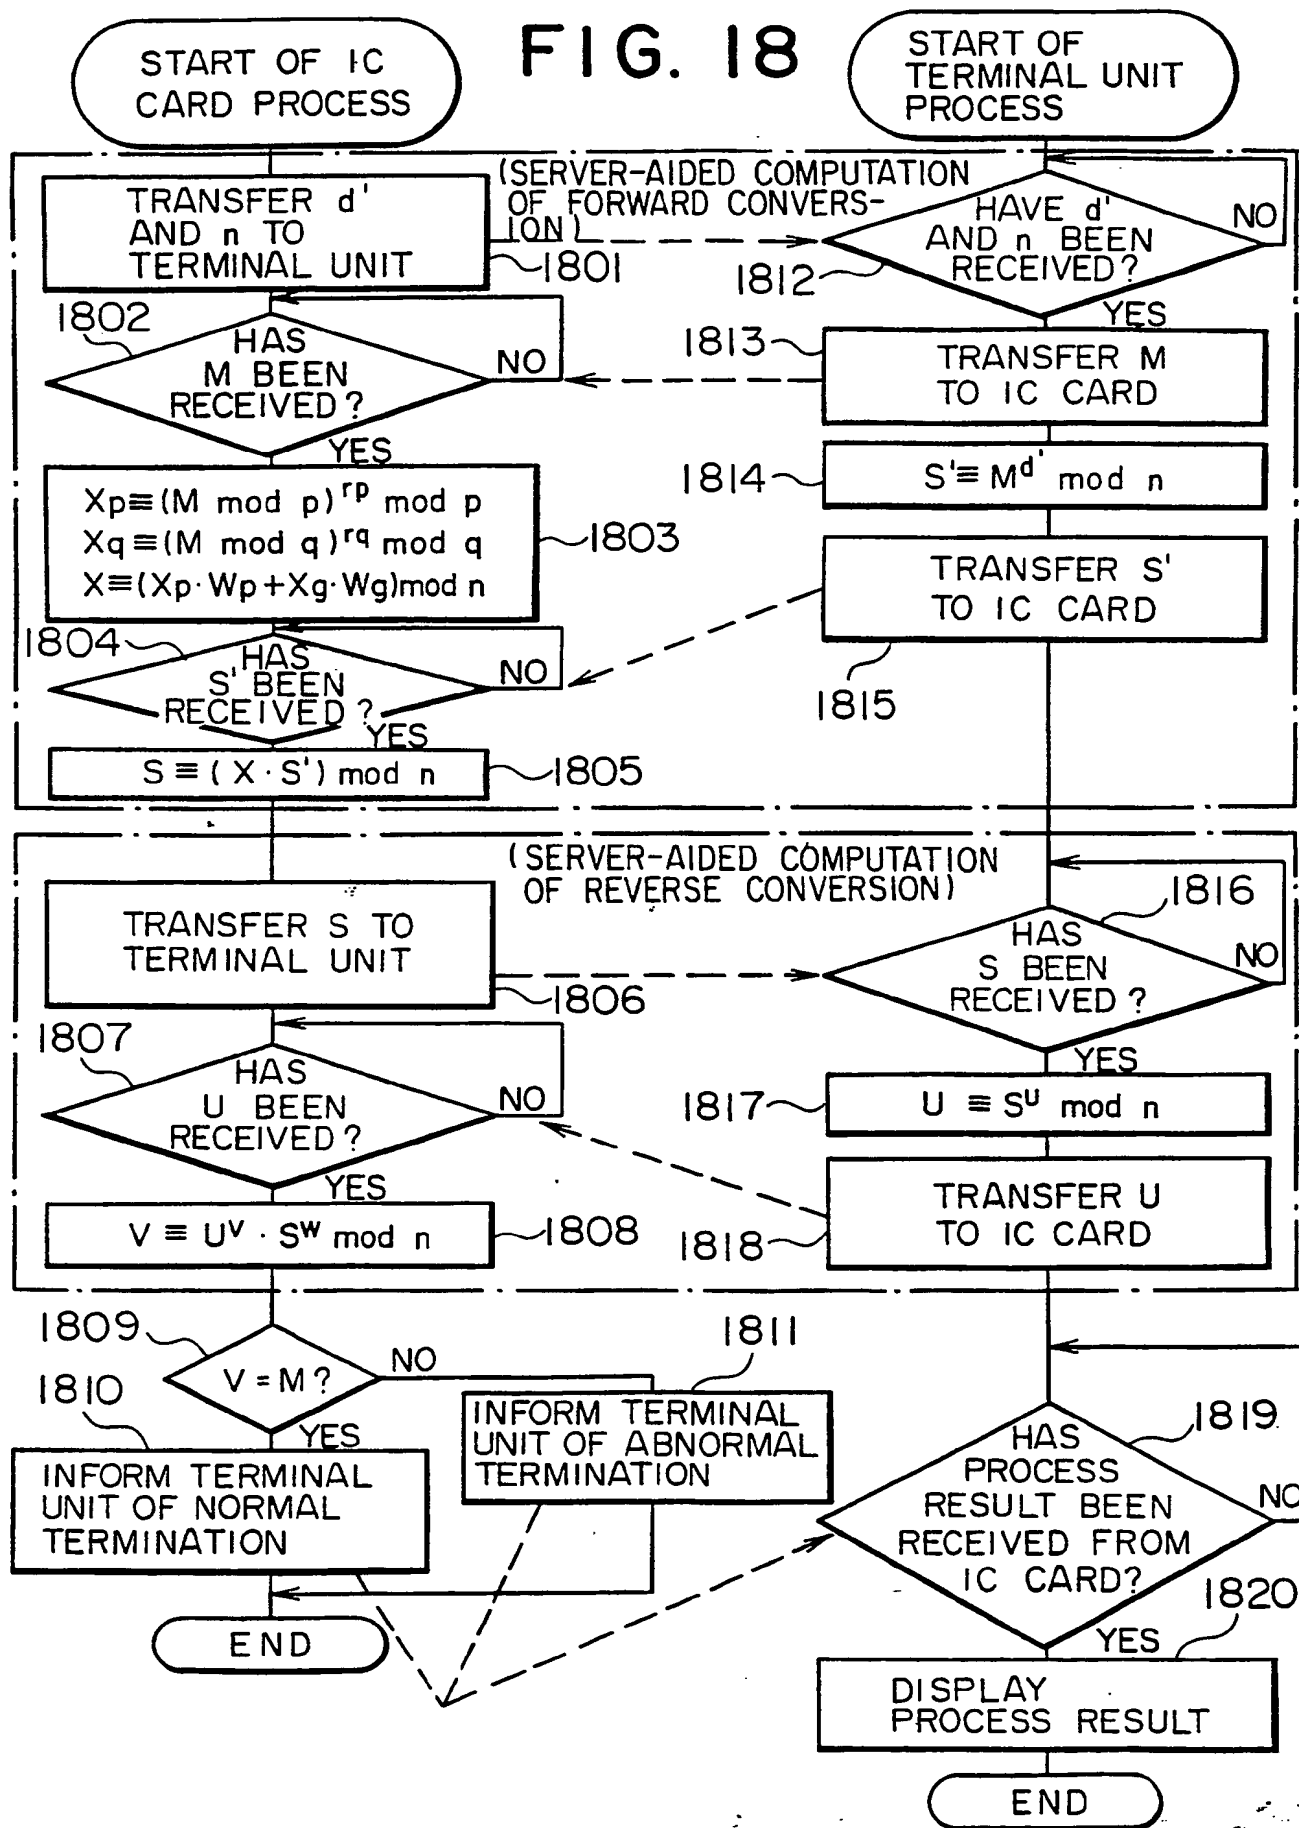 FIG. 18
START OF IC
CARD PROCESS
START OF
TERMINAL UNIT
PROCESS
(SERVER-AIDED COMPUTATION
OF FORWARD CONVERS-
ION)
TRANSFER d'
AND n TO
TERMINAL UNIT
1801
HAVE d'
AND n BEEN
RECEIVED?
NO
1812
YES
1802
HAS
M BEEN
RECEIVED?
NO
YES
1813
TRANSFER M
TO IC CARD
1814
S'≡M^d' mod n
Xp≡(M mod p)^rp mod p
Xq≡(M mod q)^rq mod q
X≡(Xp·Wp+Xg·Wg)mod n
1803
TRANSFER S'
TO IC CARD
1815
1804
HAS
S' BEEN
RECEIVED?
NO
YES
S≡(X·S') mod n
1805
(SERVER-AIDED COMPUTATION
OF REVERSE CONVERSION)
TRANSFER S TO
TERMINAL UNIT
1806
1816
HAS
S BEEN
RECEIVED?
NO
YES
1807
HAS
U BEEN
RECEIVED?
NO
YES
1817
U ≡ S^U mod n
TRANSFER U
TO IC CARD
1818
V ≡ U^V · S^W mod n
1808
1809
V=M?
NO
YES
1810
INFORM TERMINAL
UNIT OF NORMAL
TERMINATION
1811
INFORM TERMINAL
UNIT OF ABNORMAL
TERMINATION
END
1819
HAS
PROCESS
RESULT BEEN
RECEIVED FROM
IC CARD?
NO
YES
1820
DISPLAY
PROCESS RESULT
END